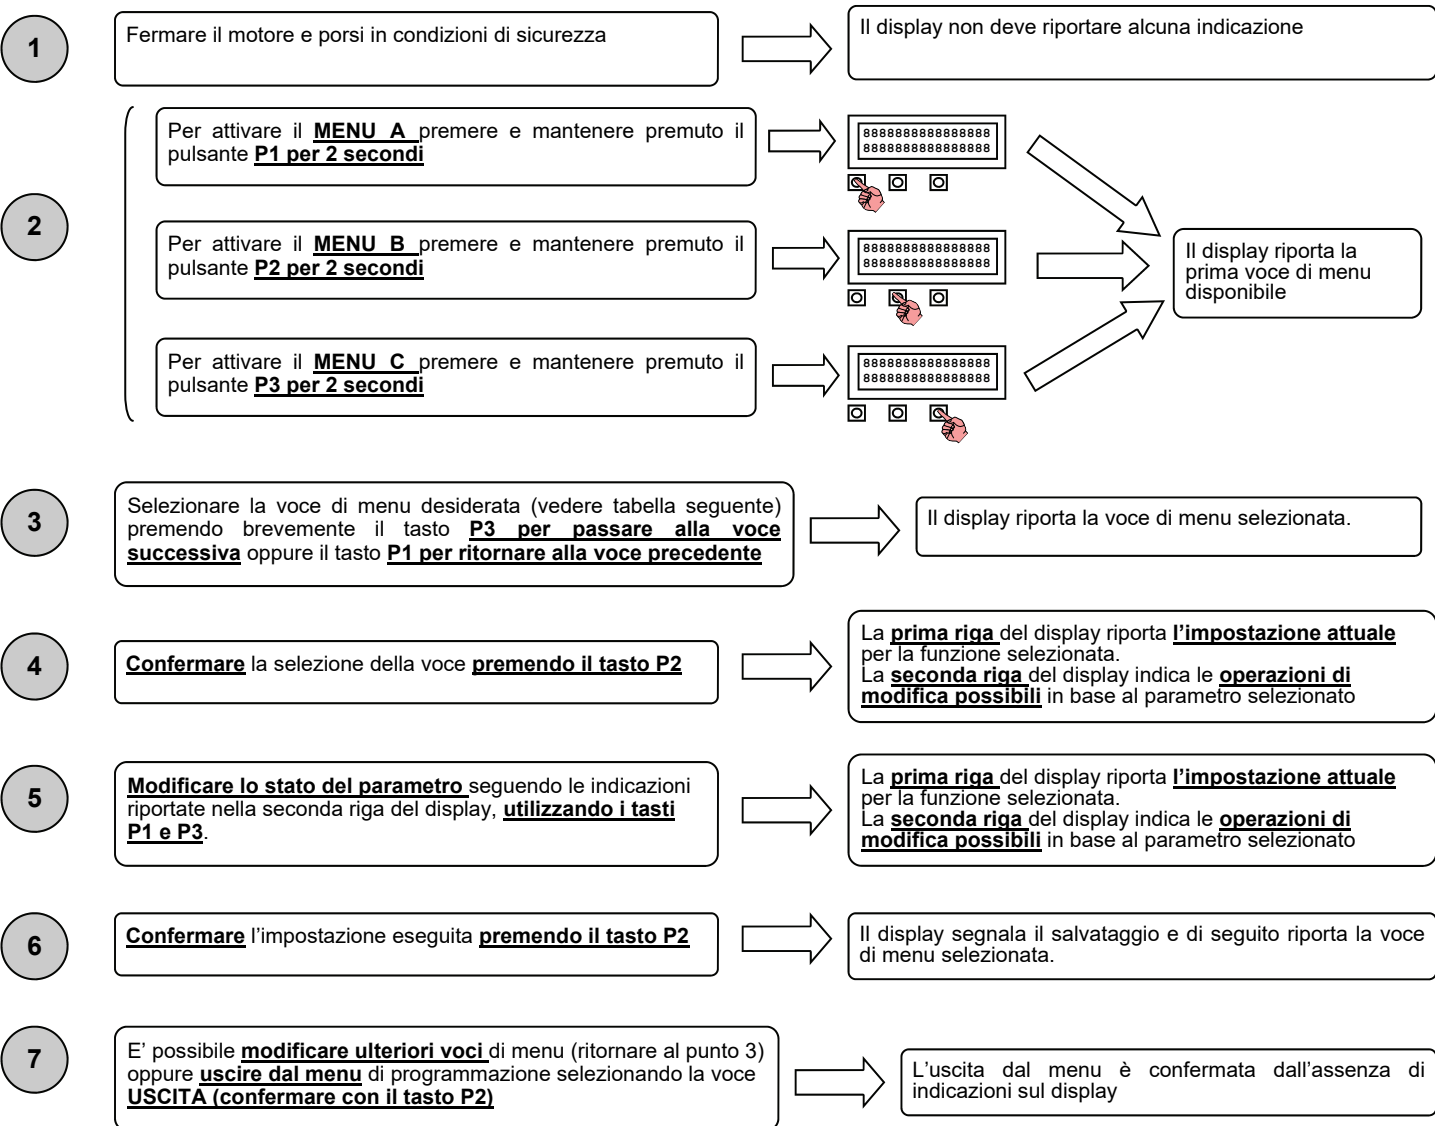 1
Fermare il motore e porsi in condizioni di sicurezza
Il display non deve riportare alcuna indicazione
2
Per attivare il MENU A premere e mantenere premuto il
pulsante P1 per 2 secondi
8888888888888888
8888888888888888
Per attivare il MENU B premere e mantenere premuto il
pulsante P2 per 2 secondi
8888888888888888
8888888888888888
Per attivare il MENU C premere e mantenere premuto il
pulsante P3 per 2 secondi
8888888888888888
8888888888888888
Il display riporta la
prima voce di menu
disponibile
3
Selezionare la voce di menu desiderata (vedere tabella seguente)
premendo brevemente il tasto P3 per passare alla voce
successiva oppure il tasto P1 per ritornare alla voce precedente
Il display riporta la voce di menu selezionata.
4
Confermare la selezione della voce premendo il tasto P2
La prima riga del display riporta l'impostazione attuale
per la funzione selezionata.
La seconda riga del display indica le operazioni di
modifica possibili in base al parametro selezionato
5
Modificare lo stato del parametro seguendo le indicazioni
riportate nella seconda riga del display, utilizzando i tasti
P1 e P3.
La prima riga del display riporta l'impostazione attuale
per la funzione selezionata.
La seconda riga del display indica le operazioni di
modifica possibili in base al parametro selezionato
6
Confermare l'impostazione eseguita premendo il tasto P2
Il display segnala il salvataggio e di seguito riporta la voce
di menu selezionata.
7
E' possibile modificare ulteriori voci di menu (ritornare al punto 3)
oppure uscire dal menu di programmazione selezionando la voce
USCITA (confermare con il tasto P2)
L'uscita dal menu è confermata dall'assenza di
indicazioni sul display